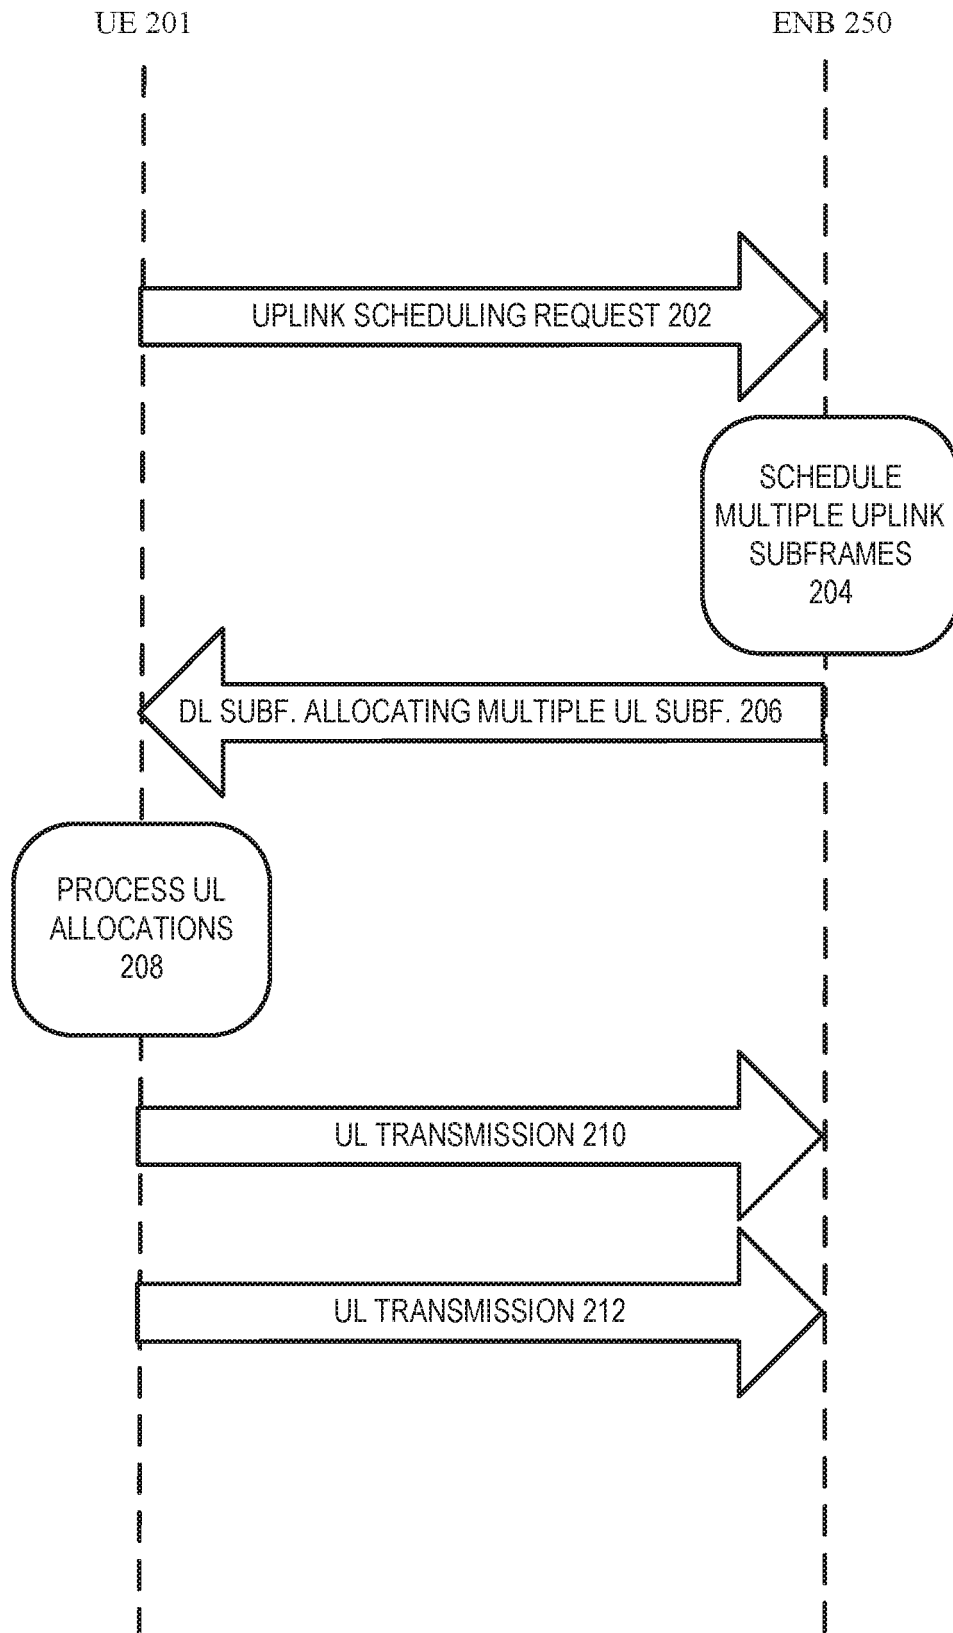 UE 201
ENB 250
UPLINK SCHEDULING REQUEST 202
SCHEDULE
MULTIPLE UPLINK
SUBFRAMES
204
DL SUBF. ALLOCATING MULTIPLE UL SUBF. 206
PROCESS UL
ALLOCATIONS
208
UL TRANSMISSION 210
UL TRANSMISSION 212